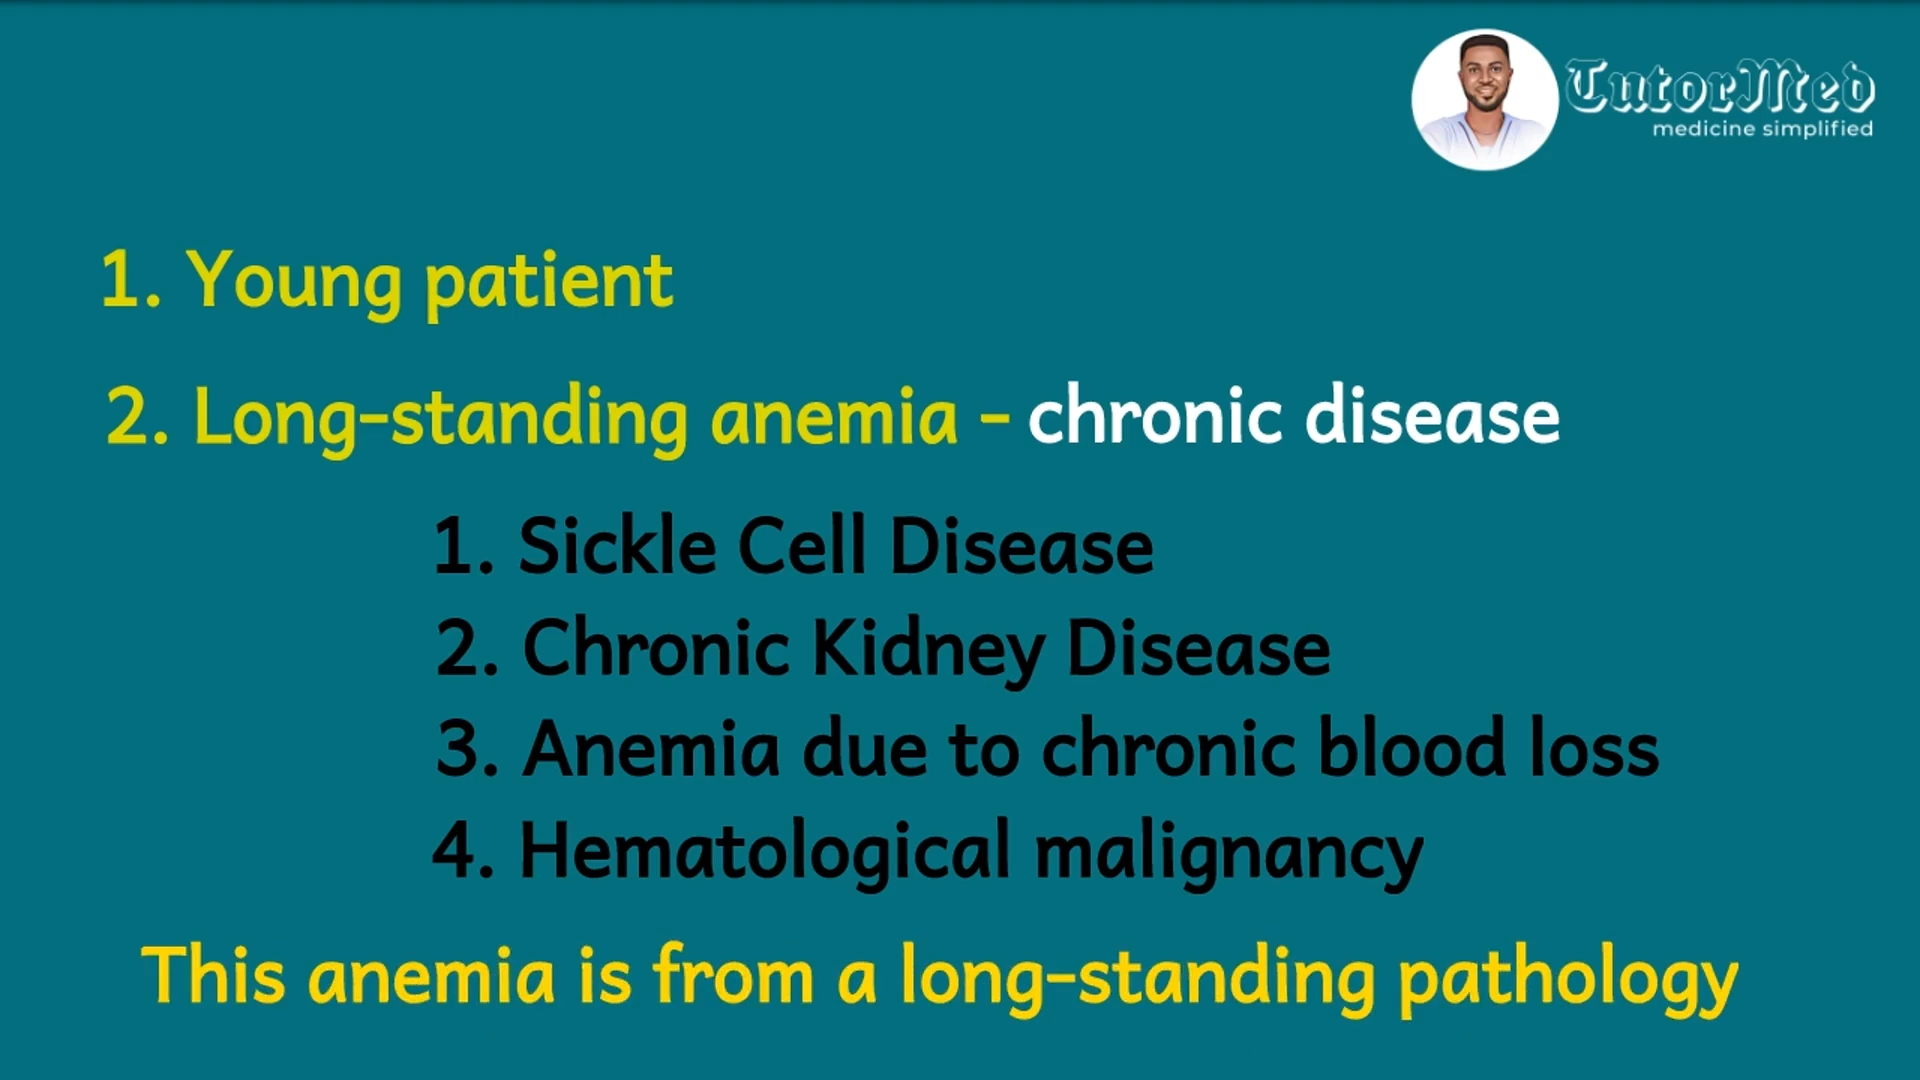 TutorMed
medicine simplified
1. Young patient
2. Long-standing anemia - chronic disease
1. Sickle Cell Disease
2. Chronic Kidney Disease
3. Anemia due to chronic blood loss
4. Hematological malignancy
This anemia is from a long-standing pathology